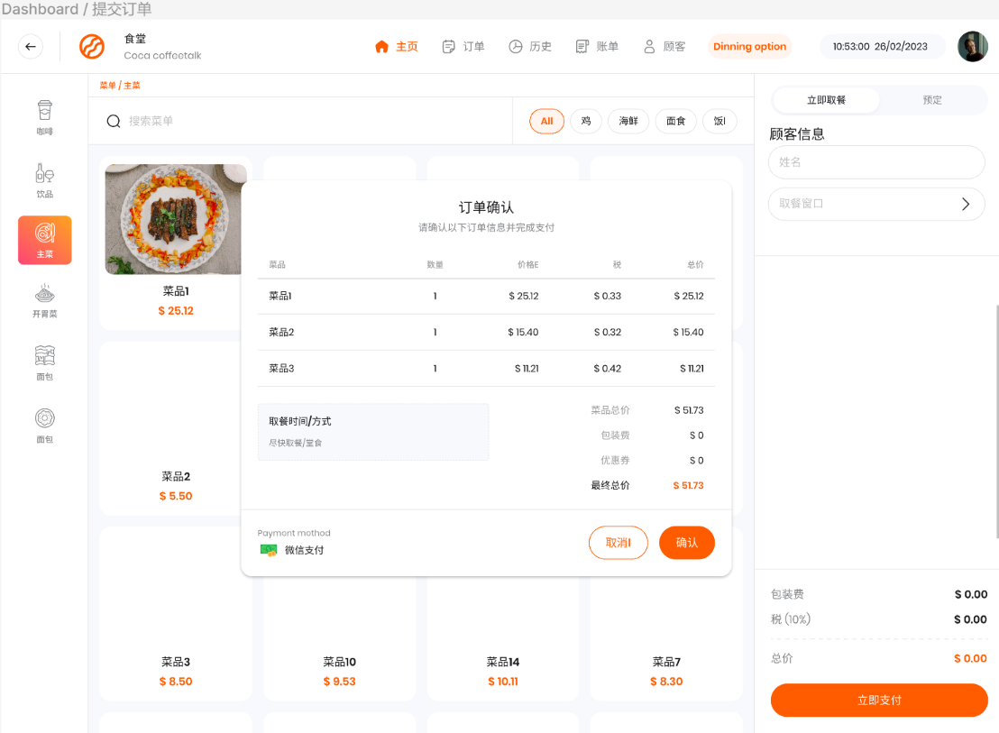 Dashboard / 提交订单
食堂
Coca coffeetalk
主页
订单
历史
账单
顾客
Dinning option
10:53:00 26/02/2023
菜单 / 主菜
搜索菜单
All
鸡
海鲜
面食
饭l
立即取餐
预定
顾客信息
姓名
取餐窗口
咖啡
饮品
主菜
开胃菜
面包
面包
菜品1
$ 25.12
菜品2
$ 5.50
菜品3
$ 8.50
菜品10
$ 9.53
菜品14
$ 10.11
菜品7
$ 8.30
订单确认
请确认以下订单信息并完成支付
菜品 数量 价格E 税 总价
菜品1 1 $ 25.12 $ 0.33 $ 25.12
菜品2 1 $ 15.40 $ 0.32 $ 15.40
菜品3 1 $ 11.21 $ 0.42 $ 11.21
取餐时间/方式
尽快取餐/堂食
菜品总价 $ 51.73
包装费 $ 0
优惠券 $ 0
最终总价 $ 51.73
Paymont mothod
微信支付
取消l
确认
包装费 $ 0.00
税 (10%) $ 0.00
总价 $ 0.00
立即支付